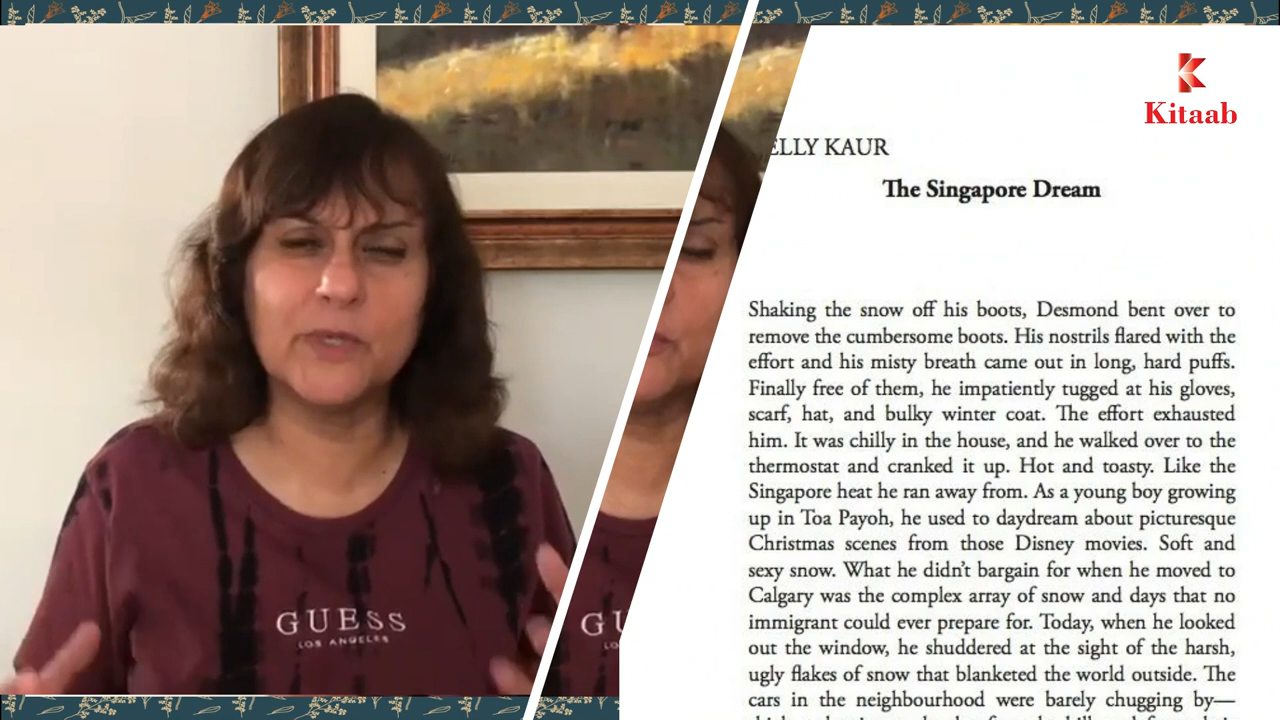 Kitaab
ELLY KAUR
The Singapore Dream
Shaking the snow off his boots, Desmond bent over to
remove the cumbersome boots. His nostrils flared with the
effort and his misty breath came out in long, hard puffs.
Finally free of them, he impatiently tugged at his gloves,
scarf, hat, and bulky winter coat. The effort exhausted
him. It was chilly in the house, and he walked over to the
thermostat and cranked it up. Hot and toasty. Like the
Singapore heat he ran away from. As a young boy growing
up in Toa Payoh, he used to daydream about picturesque
Christmas scenes from those Disney movies. Soft and
sexy snow. What he didn't bargain for when he moved to
Calgary was the complex array of snow and days that no
immigrant could ever prepare for. Today, when he looked
out the window, he shuddered at the sight of the harsh,
ugly flakes of snow that blanketed the world outside. The
cars in the neighbourhood were barely chugging by—
GUESS
LOS ANGELES
GU
LO